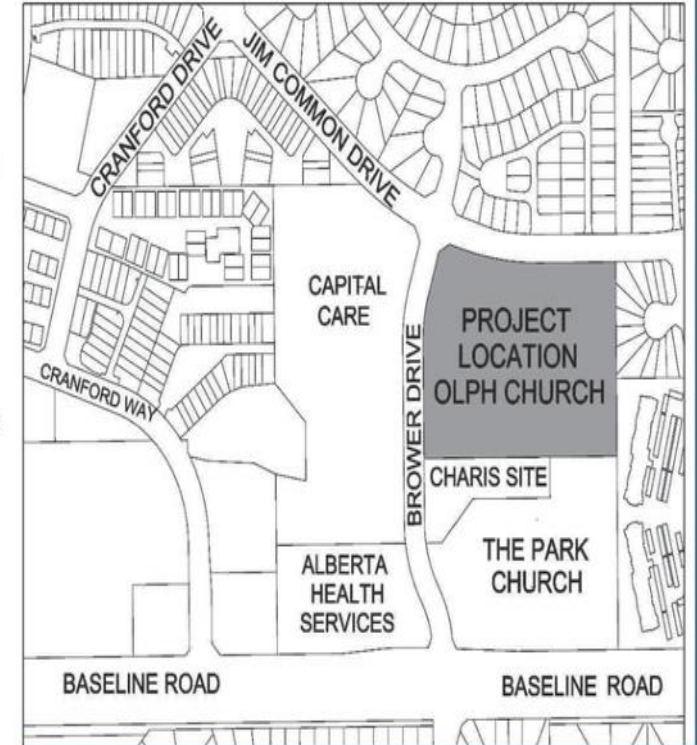 CRANFORD DRIVE
JIM COMMON DRIVE
CAPITAL
CARE
PROJECT
LOCATION
OLPH CHURCH
BROWER DRIVE
CRANFORD WAY
CHARIS SITE
THE PARK
CHURCH
ALBERTA
HEALTH
SERVICES
BASELINE ROAD
BASELINE ROAD